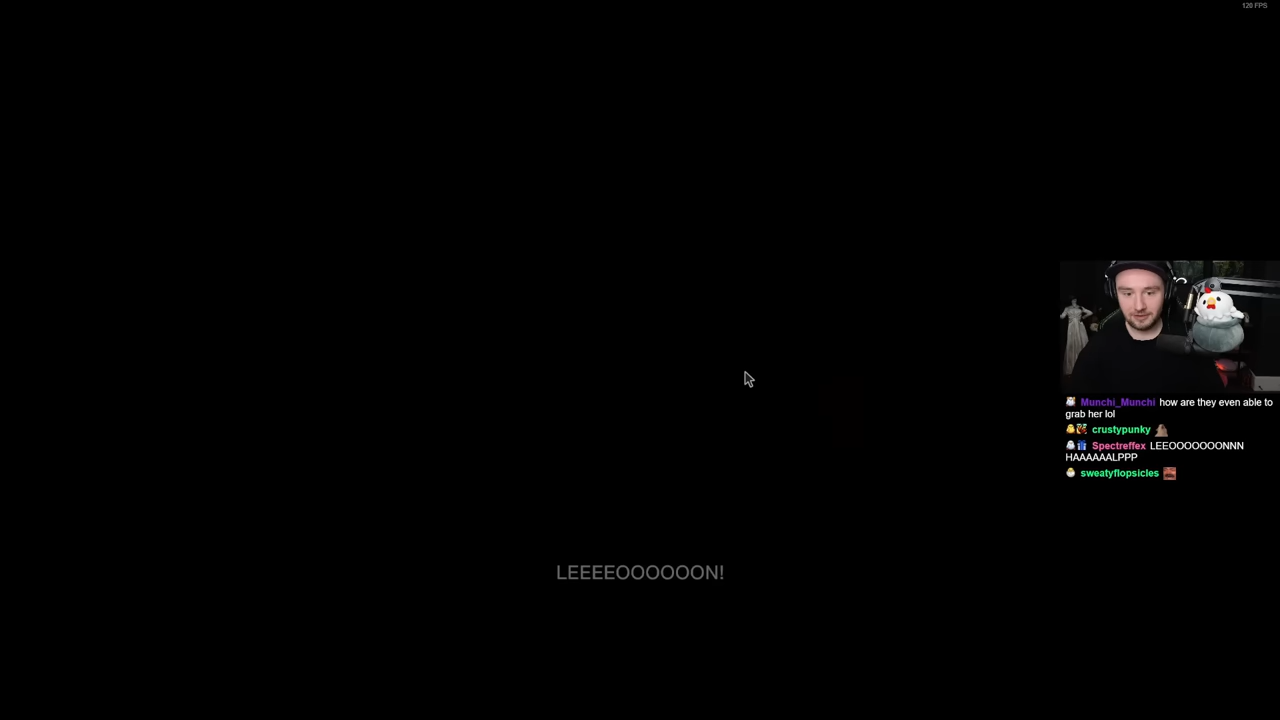 120 FPS
Munchi_Munchi how are they even able to
grab her lol
crustypunky
Spectreffex LEEOOOOOOONNN
HAAAAAALPPP
sweatyflopsicles
LEEEEOOOOOON!